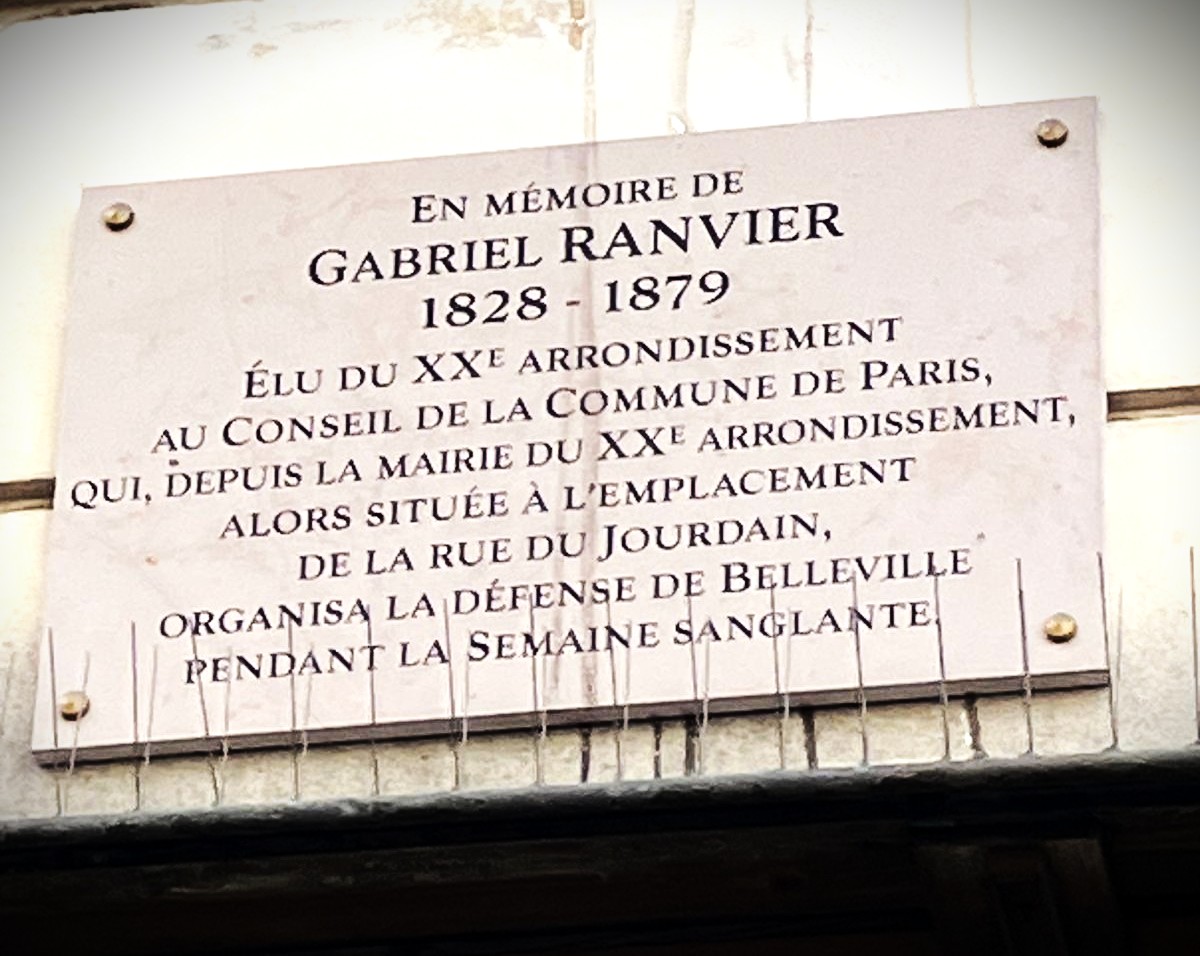 EN MÉMOIRE DE
GABRIEL RANVIER
1828 - 1879
ÉLU DU XXE ARRONDISSEMENT
AU CONSEIL DE LA COMMUNE DE PARIS,
QUI, DEPUIS LA MAIRIE DU XXE ARRONDISSEMENT,
ALORS SITUÉE À L'EMPLACEMENT
DE LA RUE DU JOURDAIN,
ORGANISA LA DÉFENSE DE BELLEVILLE
PENDANT LA SEMAINE SANGLANTE.